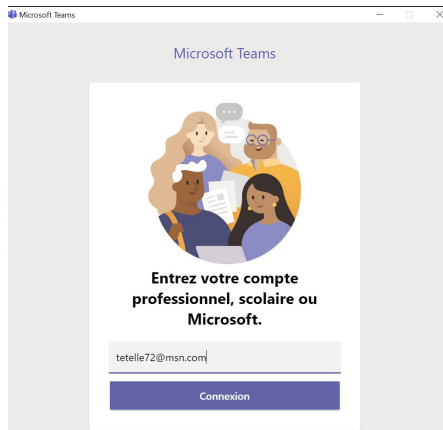 Microsoft Teams
Microsoft Teams
Entrez votre compte
professionnel, scolaire ou
Microsoft.
tetelle72@msn.com
Connexion